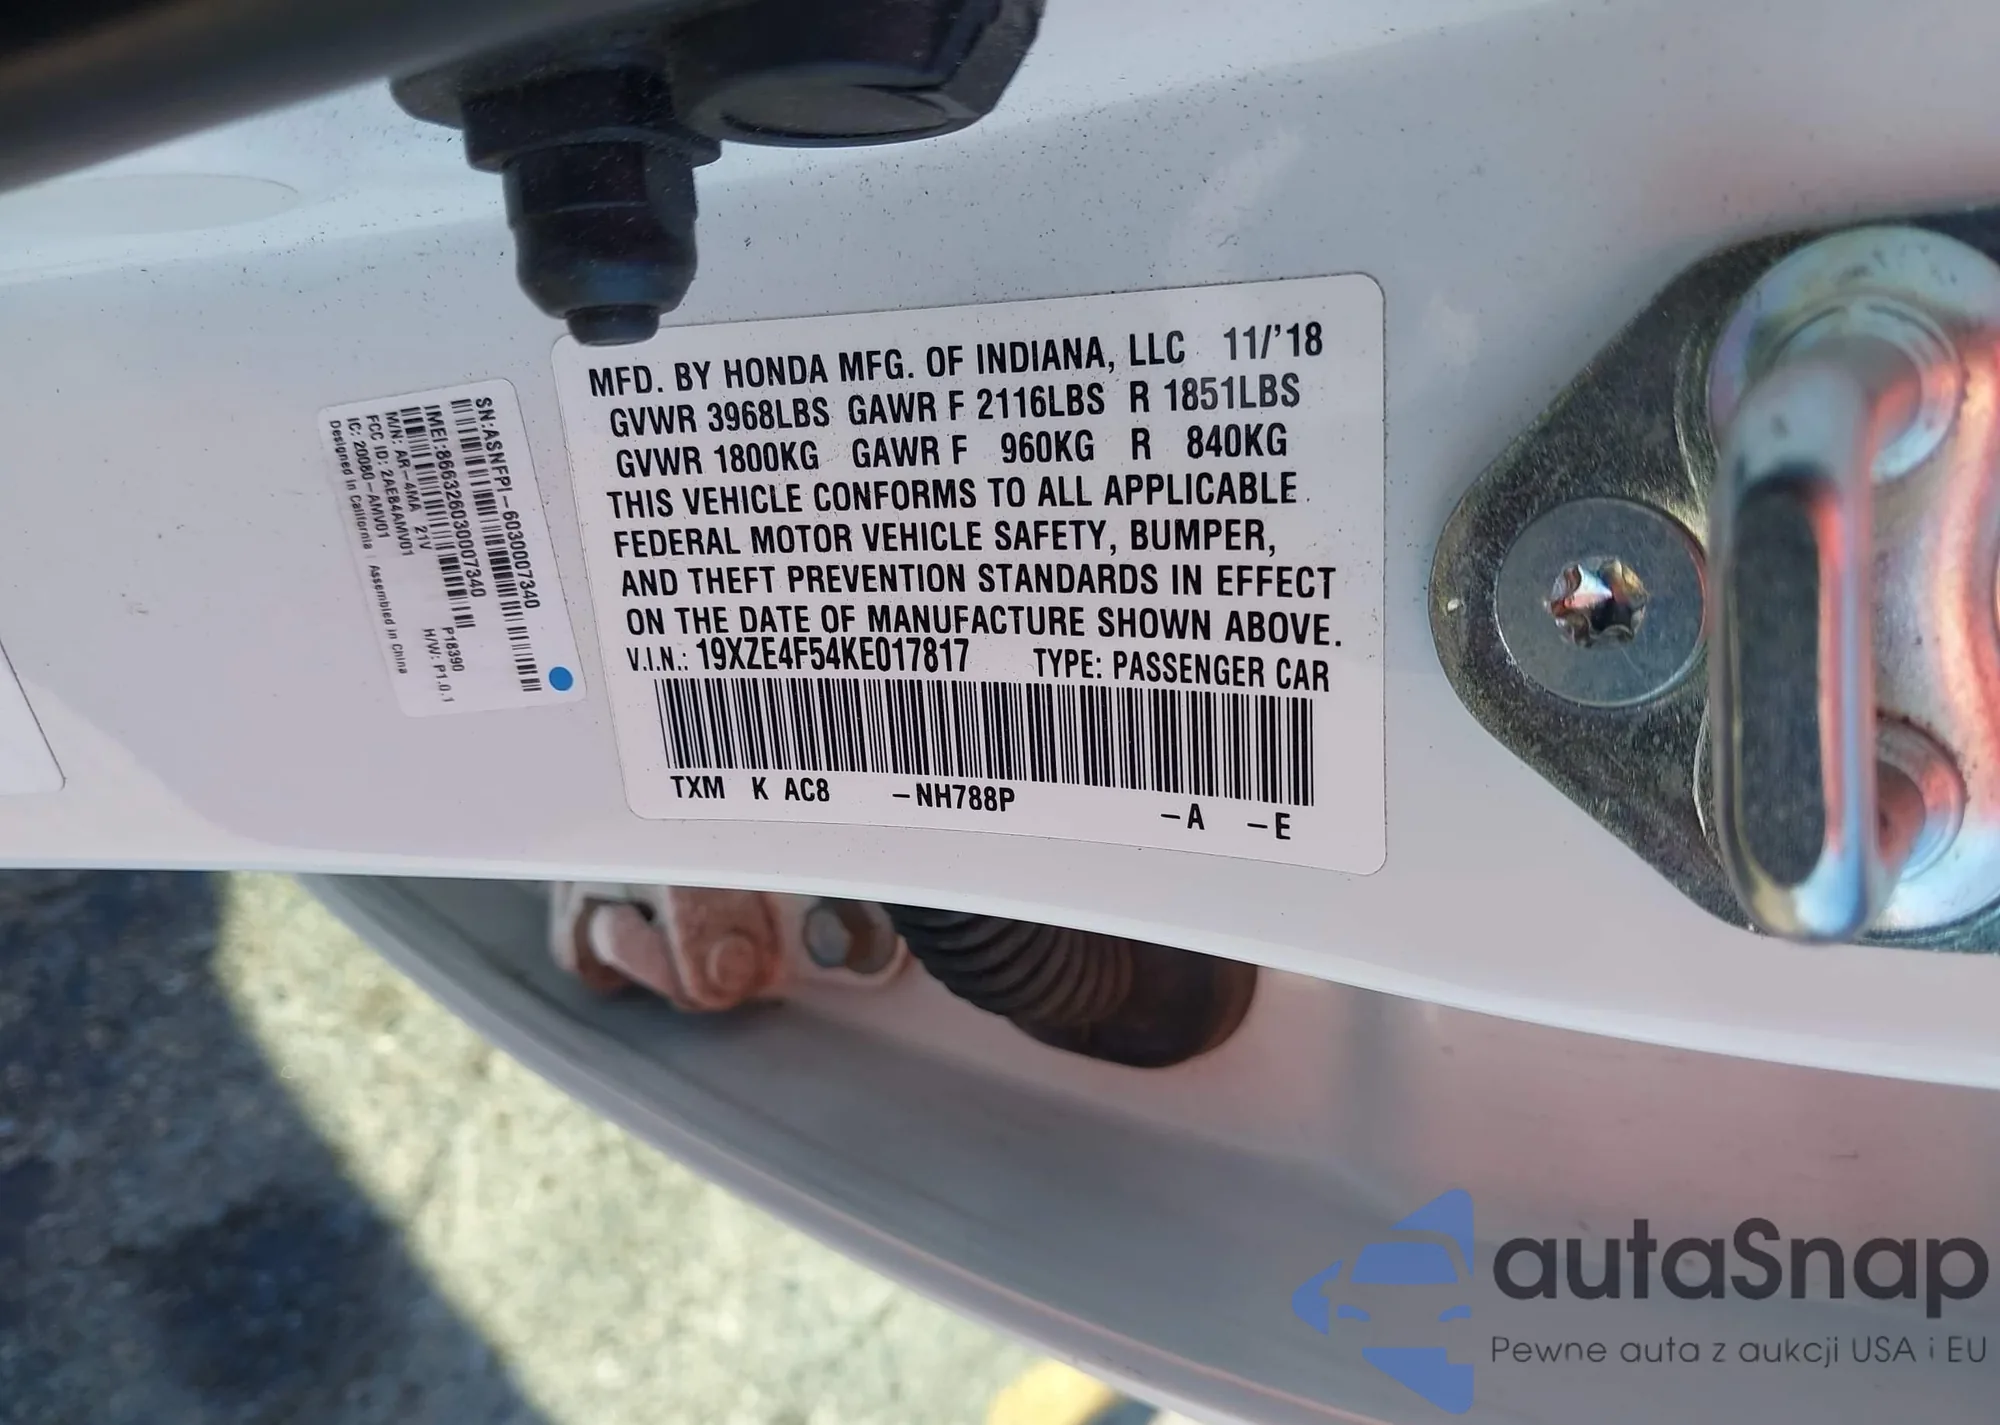 MFD. BY HONDA MFG. OF INDIANA, LLC 11/'18
GVWR 3968LBS GAWR F 2116LBS R 1851LBS
GVWR 1800KG GAWR F 960KG R 840KG
THIS VEHICLE CONFORMS TO ALL APPLICABLE
FEDERAL MOTOR VEHICLE SAFETY, BUMPER,
AND THEFT PREVENTION STANDARDS IN EFFECT
ON THE DATE OF MANUFACTURE SHOWN ABOVE.
V.I.N.: 19XZE4F54KE017817 TYPE: PASSENGER CAR
TXM K AC8 -NH788P -A -E
SN:ASNFPI-6030007340
IMEI:866326030007340
P18390
M/N: AR-4MA 21V H/W: P1.0.1
FCC ID: 2AEB4AMV01
IC: 20080-AMV01
Designed in California | Assembled in China
autaSnap
Pewne auta z aukcji USA i EU